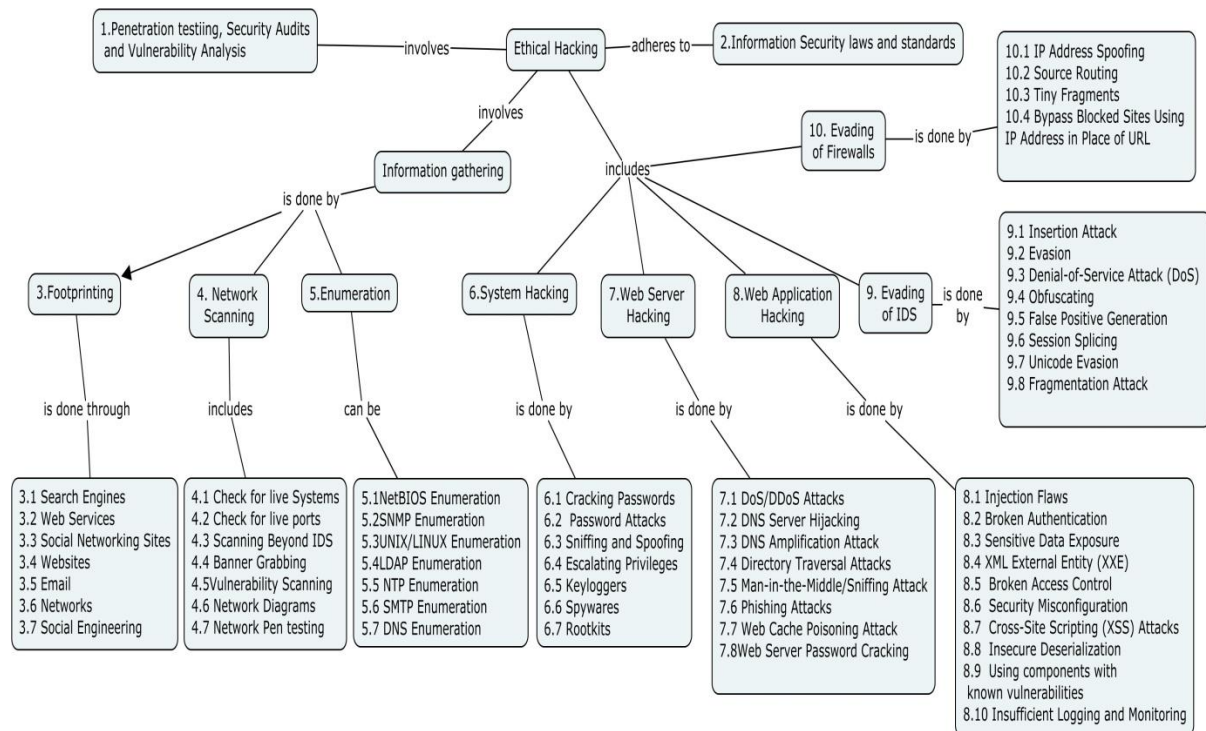 1.Penetration testiing, Security Audits
and Vulnerability Analysis
involves
Ethical Hacking
adheres to
2.Information Security laws and standards
10.1 IP Address Spoofing
10.2 Source Routing
10.3 Tiny Fragments
10.4 Bypass Blocked Sites Using
IP Address in Place of URL
involves
10. Evading
of Firewalls
is done by
Information gathering
includes
is done by
3.Footprinting
4. Network
Scanning
5.Enumeration
6.System Hacking
7.Web Server
Hacking
8.Web Application
Hacking
9. Evading
of IDS
is done
by
9.1 Insertion Attack
9.2 Evasion
9.3 Denial-of-Service Attack (DoS)
9.4 Obfuscating
9.5 False Positive Generation
9.6 Session Splicing
9.7 Unicode Evasion
9.8 Fragmentation Attack
is done through
includes
can be
is done by
is done by
is done by
3.1 Search Engines
3.2 Web Services
3.3 Social Networking Sites
3.4 Websites
3.5 Email
3.6 Networks
3.7 Social Engineering
4.1 Check for live Systems
4.2 Check for live ports
4.3 Scanning Beyond IDS
4.4 Banner Grabbing
4.5Vulnerability Scanning
4.6 Network Diagrams
4.7 Network Pen testing
5.1NetBIOS Enumeration
5.2SNMP Enumeration
5.3UNIX/LINUX Enumeration
5.4LDAP Enumeration
5.5 NTP Enumeration
5.6 SMTP Enumeration
5.7 DNS Enumeration
6.1 Cracking Passwords
6.2 Password Attacks
6.3 Sniffing and Spoofing
6.4 Escalating Privileges
6.5 Keyloggers
6.6 Spywares
6.7 Rootkits
7.1 DoS/DDoS Attacks
7.2 DNS Server Hijacking
7.3 DNS Amplification Attack
7.4 Directory Traversal Attacks
7.5 Man-in-the-Middle/Sniffing Attack
7.6 Phishing Attacks
7.7 Web Cache Poisoning Attack
7.8Web Server Password Cracking
8.1 Injection Flaws
8.2 Broken Authentication
8.3 Sensitive Data Exposure
8.4 XML External Entity (XXE)
8.5 Broken Access Control
8.6 Security Misconfiguration
8.7 Cross-Site Scripting (XSS) Attacks
8.8 Insecure Deserialization
8.9 Using components with
known vulnerabilities
8.10 Insufficient Logging and Monitoring